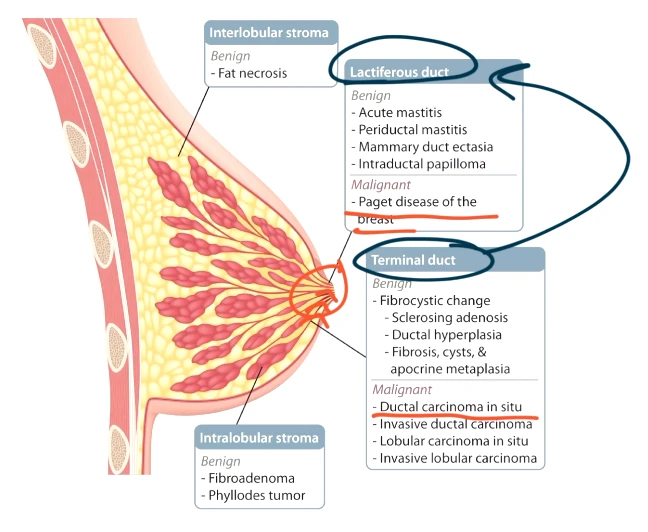 Interlobular stroma
Benign
- Fat necrosis
Lactiferous duct
Benign
- Acute mastitis
- Periductal mastitis
- Mammary duct ectasia
- Intraductal papilloma
Malignant
- Paget disease of the
breast
Terminal duct
Benign
- Fibrocystic change
- Sclerosing adenosis
- Ductal hyperplasia
- Fibrosis, cysts, &
apocrine metaplasia
Malignant
- Ductal carcinoma in situ
- Invasive ductal carcinoma
- Lobular carcinoma in situ
- Invasive lobular carcinoma
Intralobular stroma
Benign
- Fibroadenoma
- Phyllodes tumor